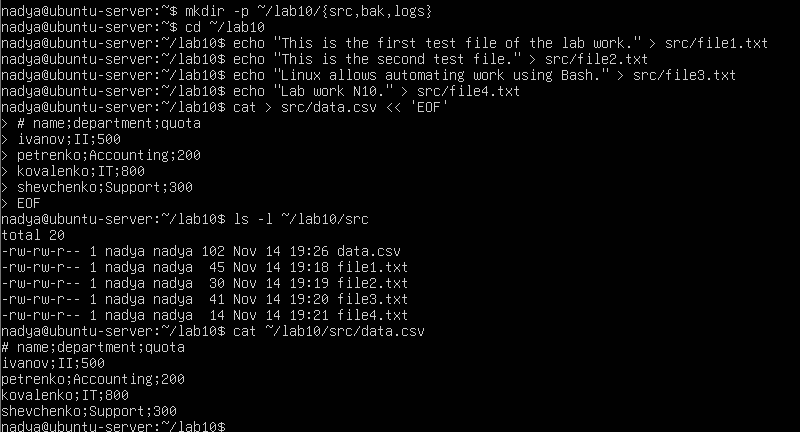 nadya@ubuntu-server:~$ mkdir -p ~/lab10/{src,bak,logs}
nadya@ubuntu-server:~$ cd ~/lab10
nadya@ubuntu-server:~/lab10$ echo "This is the first test file of the lab work." > src/file1.txt
nadya@ubuntu-server:~/lab10$ echo "This is the second test file." > src/file2.txt
nadya@ubuntu-server:~/lab10$ echo "Linux allows automating work using Bash." > src/file3.txt
nadya@ubuntu-server:~/lab10$ echo "Lab work N10." > src/file4.txt
nadya@ubuntu-server:~/lab10$ cat > src/data.csv << 'EOF'
> # name;department;quota
> ivanov;II;500
> petrenko;Accounting;200
> kovalenko;IT;800
> shevchenko;Support;300
> EOF
nadya@ubuntu-server:~/lab10$ ls -l ~/lab10/src
total 20
-rw-rw-r-- 1 nadya nadya 102 Nov 14 19:26 data.csv
-rw-rw-r-- 1 nadya nadya  45 Nov 14 19:18 file1.txt
-rw-rw-r-- 1 nadya nadya  30 Nov 14 19:19 file2.txt
-rw-rw-r-- 1 nadya nadya  41 Nov 14 19:20 file3.txt
-rw-rw-r-- 1 nadya nadya  14 Nov 14 19:21 file4.txt
nadya@ubuntu-server:~/lab10$ cat ~/lab10/src/data.csv
# name;department;quota
ivanov;II;500
petrenko;Accounting;200
kovalenko;IT;800
shevchenko;Support;300
nadya@ubuntu-server:~/lab10$